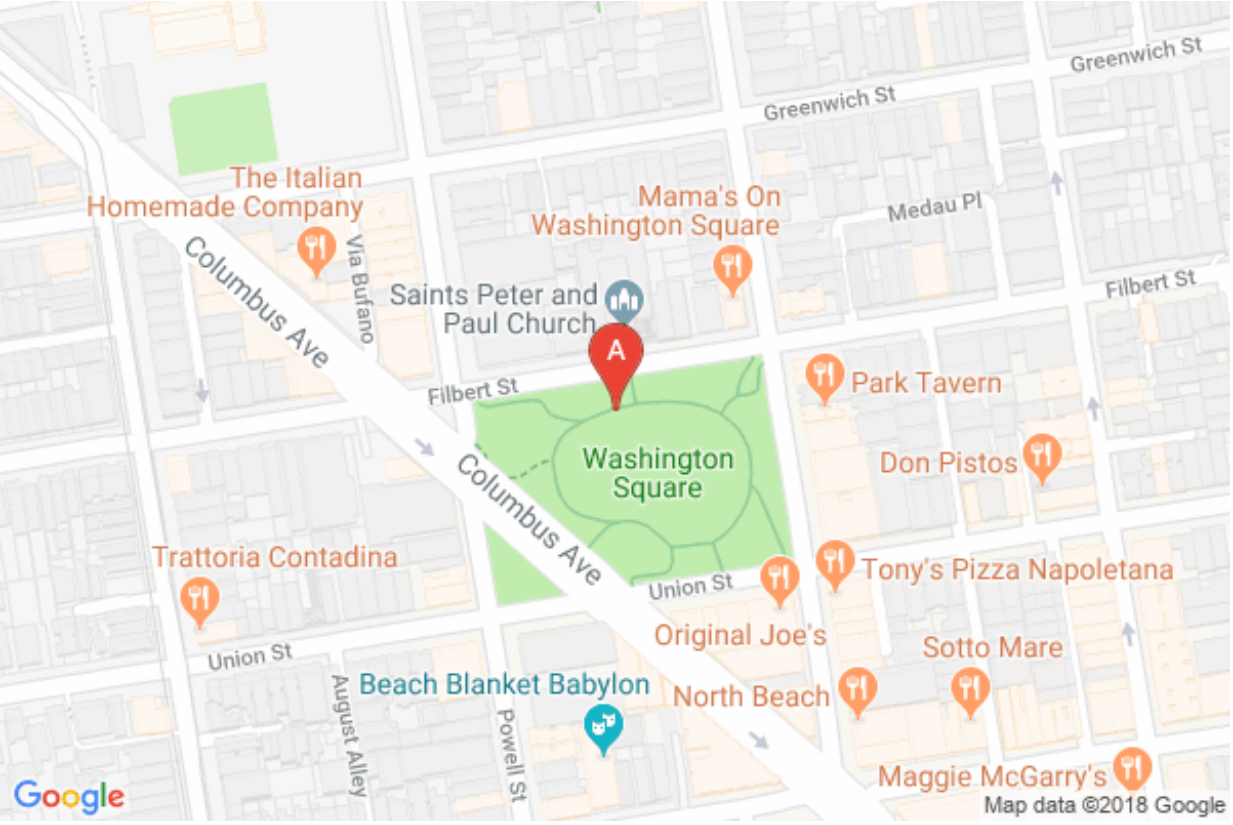 Greenwich St
Greenwich St
The Italian
Homemade Company
Mama's On
Washington Square
Medau Pl
Columbus Ave
Via Bufano
Saints Peter and
Paul Church
Filbert St
A
Filbert St
Park Tavern
Washington
Square
Don Pistos
Columbus Ave
Trattoria Contadina
Tony's Pizza Napoletana
Union St
Original Joe's
Union St
Sotto Mare
Beach Blanket Babylon
North Beach
August Alley
Powell St
Maggie McGarry's
Google
Map data ©2018 Google